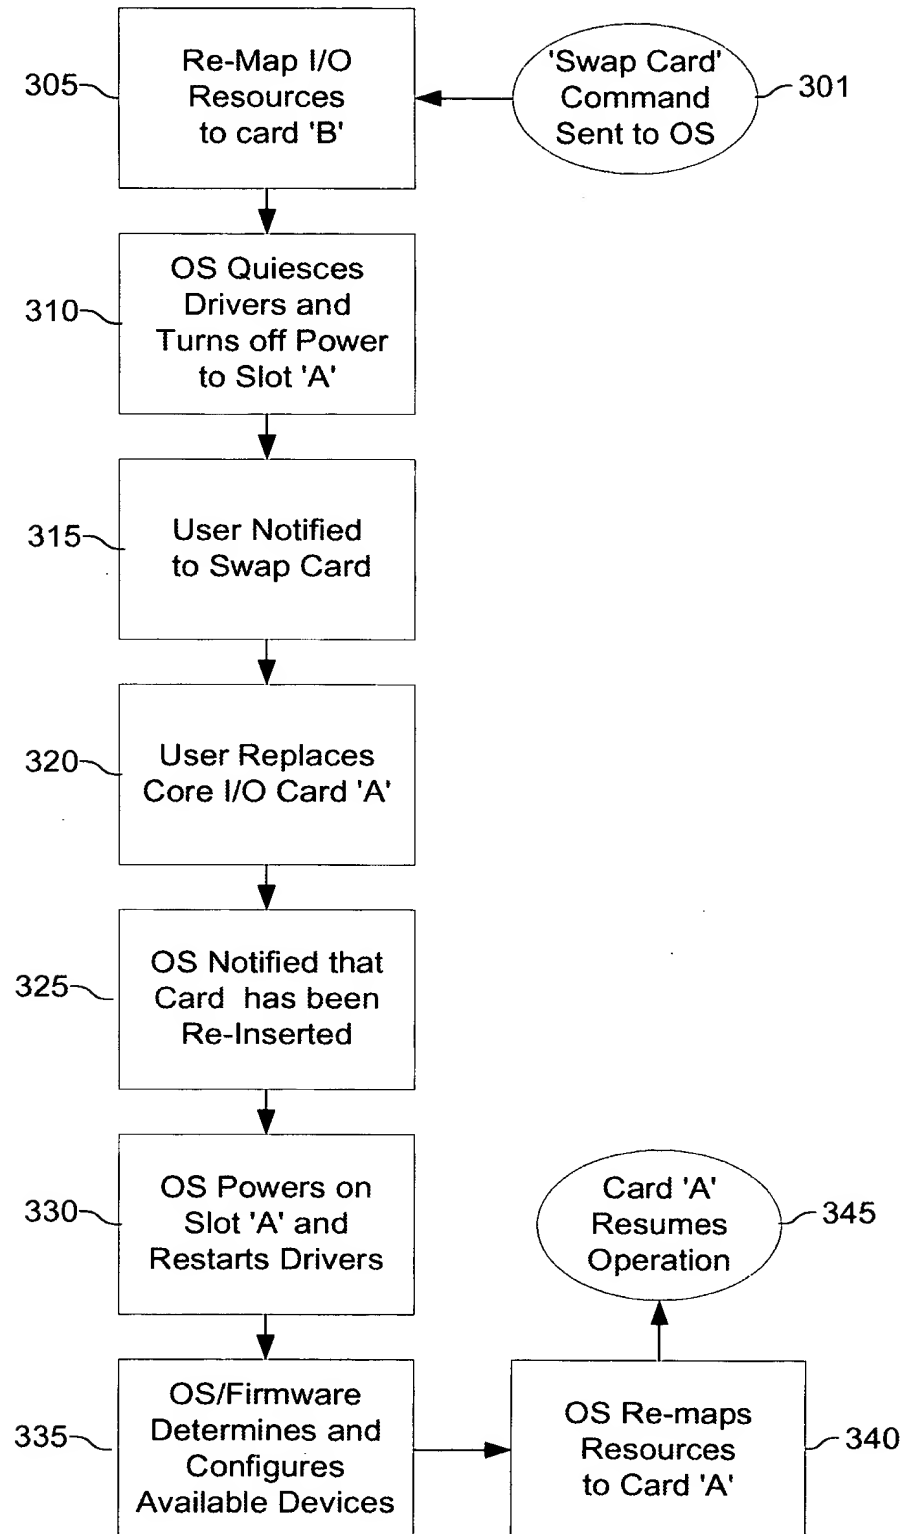 'Swap Card'
Command
Sent to OS
301
305
Re-Map I/O
Resources
to card 'B'
310
OS Quiesces
Drivers and
Turns off Power
to Slot 'A'
315
User Notified
to Swap Card
320
User Replaces
Core I/O Card 'A'
325
OS Notified that
Card has been
Re-Inserted
330
OS Powers on
Slot 'A' and
Restarts Drivers
335
OS/Firmware
Determines and
Configures
Available Devices
OS Re-maps
Resources
to Card 'A'
340
Card 'A'
Resumes
Operation
345